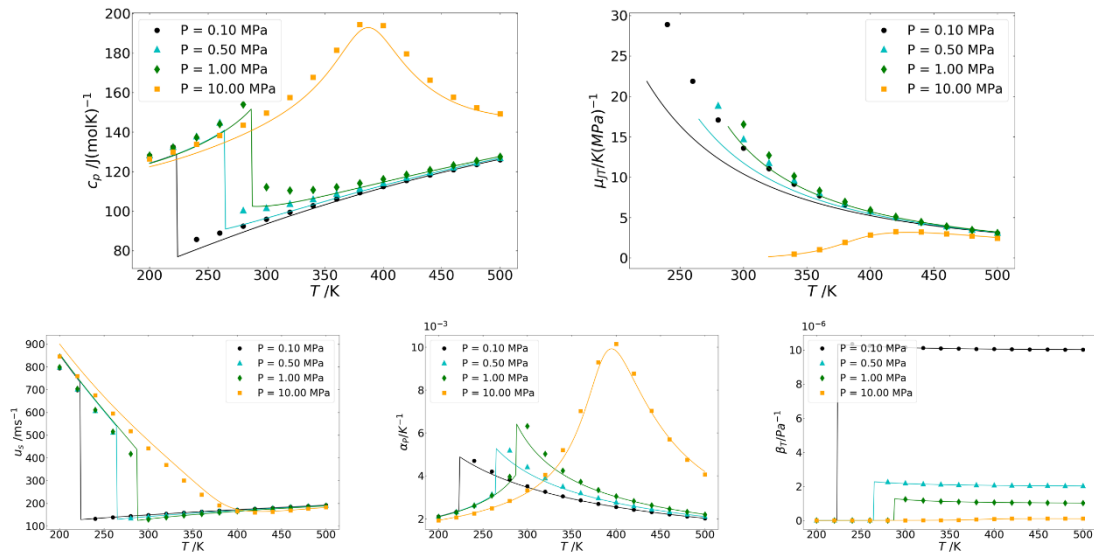 c_p /J(molK)⁻¹
200
180
160
140
120
100
80
200 250 300 350 400 450 500
T /K
P = 0.10 MPa
P = 0.50 MPa
P = 1.00 MPa
P = 10.00 MPa
μ_JT/K(MPa)⁻¹
30
25
20
15
10
5
0
250 300 350 400 450 500
T /K
P = 0.10 MPa
P = 0.50 MPa
P = 1.00 MPa
P = 10.00 MPa
u_s /ms⁻¹
900
800
700
600
500
400
300
200
100
200 250 300 350 400 450 500
T /K
P = 0.10 MPa
P = 0.50 MPa
P = 1.00 MPa
P = 10.00 MPa
10⁻³
α_P/K⁻¹
10
8
6
4
2
200 250 300 350 400 450 500
T /K
P = 0.10 MPa
P = 0.50 MPa
P = 1.00 MPa
P = 10.00 MPa
10⁻⁶
β_T/Pa⁻¹
10
8
6
4
2
0
200 250 300 350 400 450 500
T /K
P = 0.10 MPa
P = 0.50 MPa
P = 1.00 MPa
P = 10.00 MPa